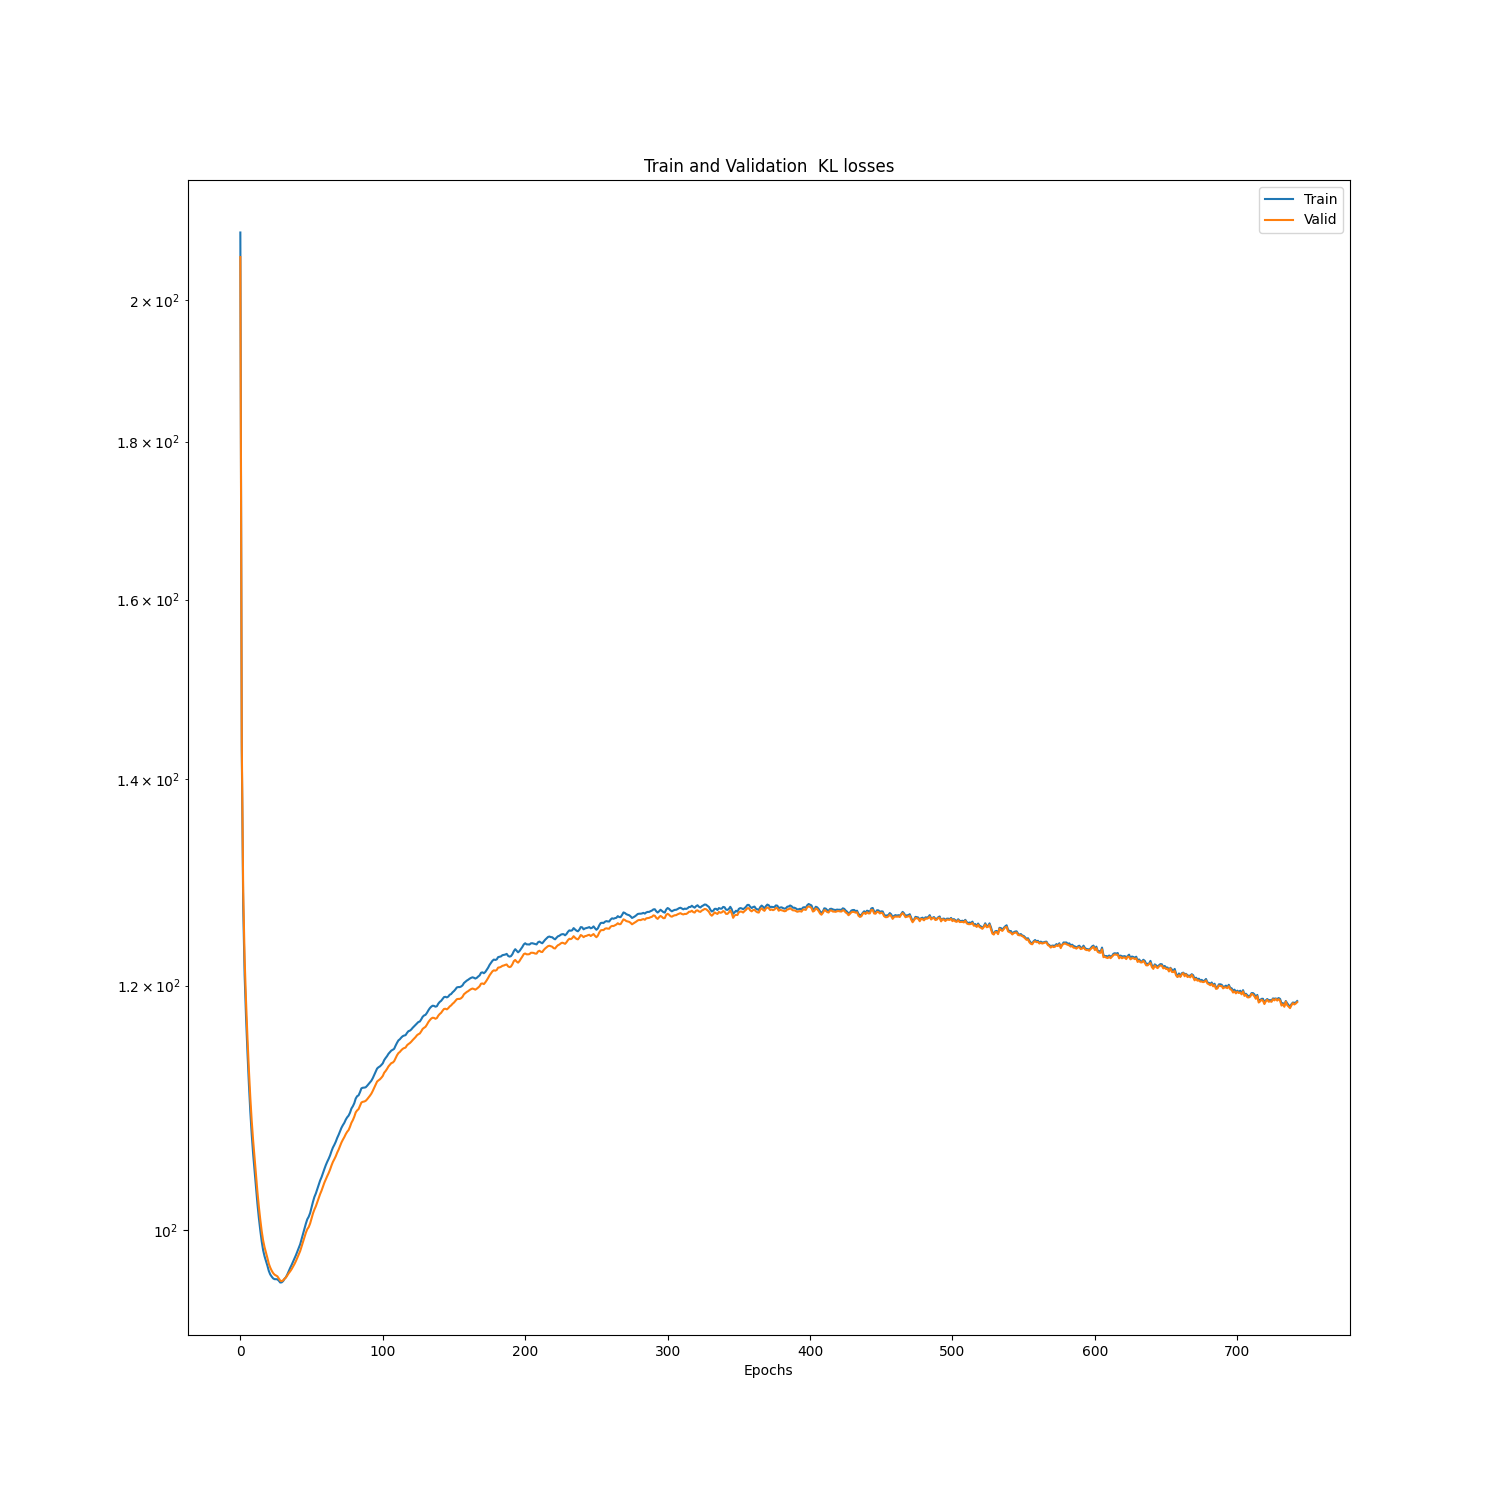 Train and Validation  KL losses
Train
Valid
2 × 10²
1.8 × 10²
1.6 × 10²
1.4 × 10²
1.2 × 10²
10²
0 100 200 300 400 500 600 700
Epochs